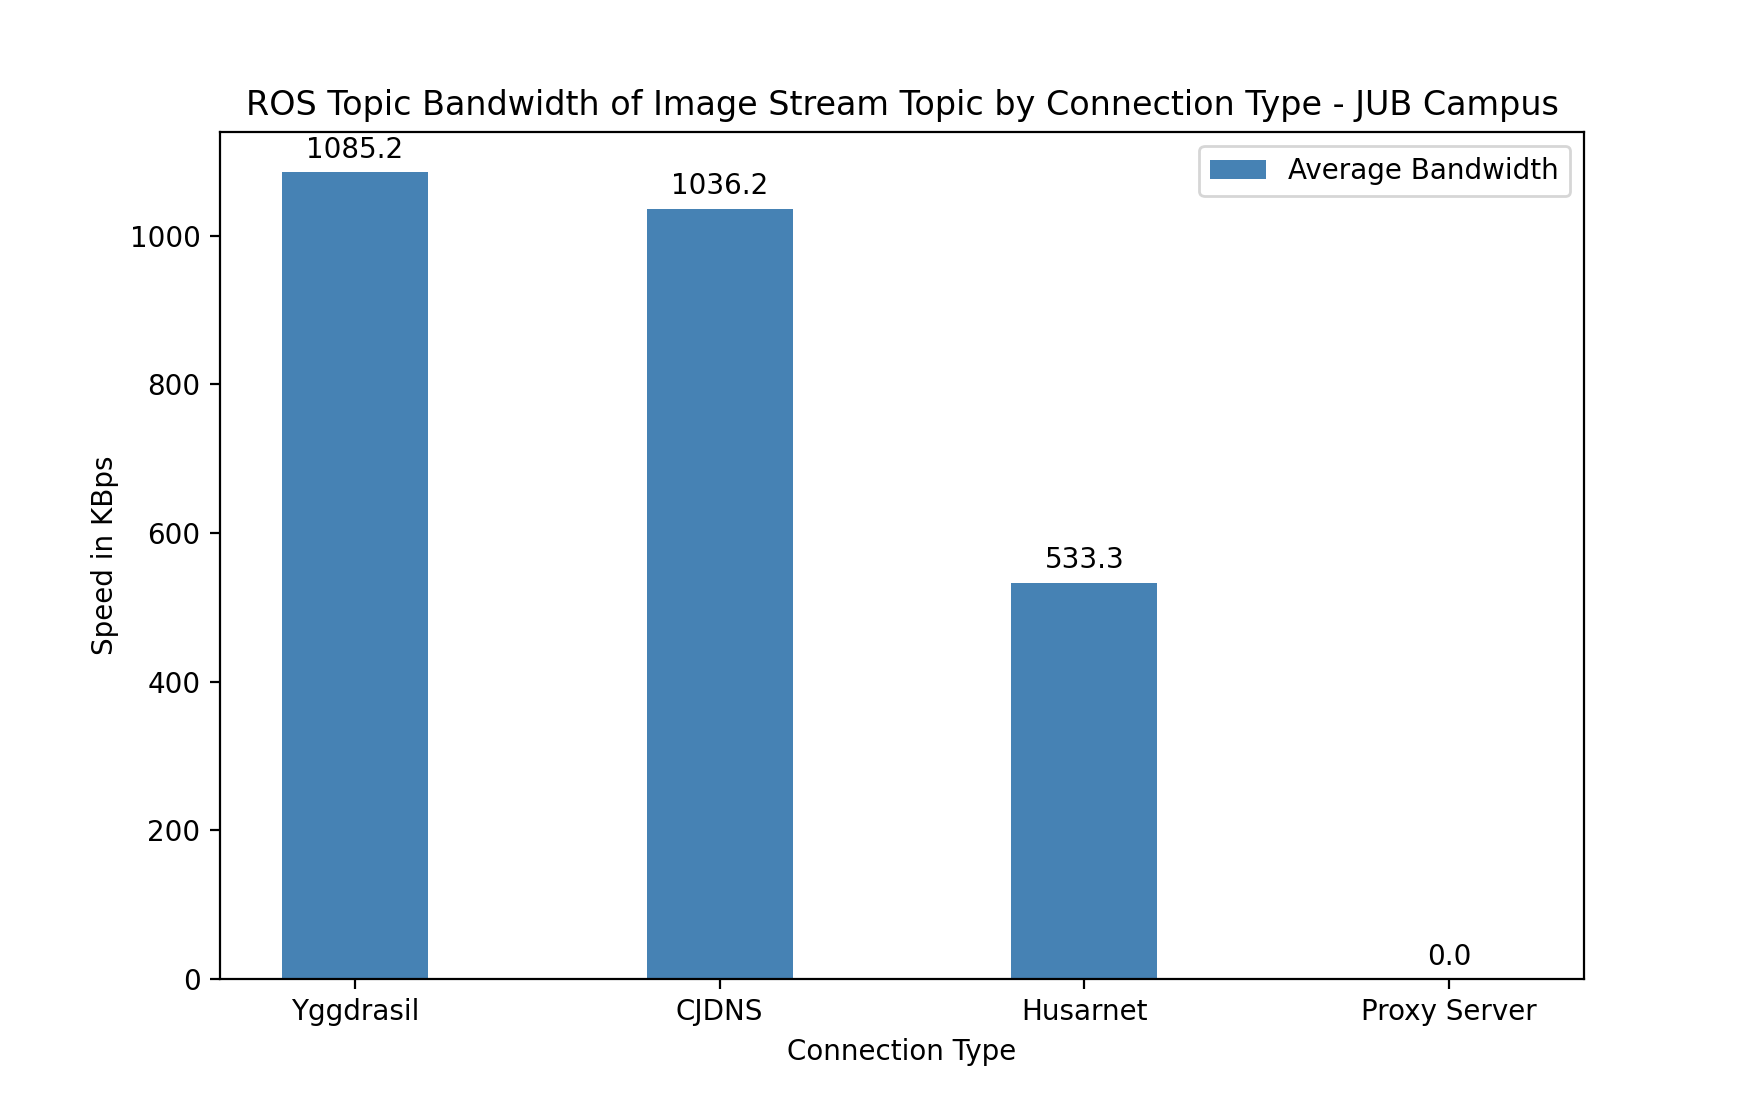 ROS Topic Bandwidth of Image Stream Topic by Connection Type - JUB Campus
1085.2
1036.2
533.3
0.0
Average Bandwidth
Speed in KBps
1000
800
600
400
200
0
Yggdrasil
CJDNS
Husarnet
Proxy Server
Connection Type